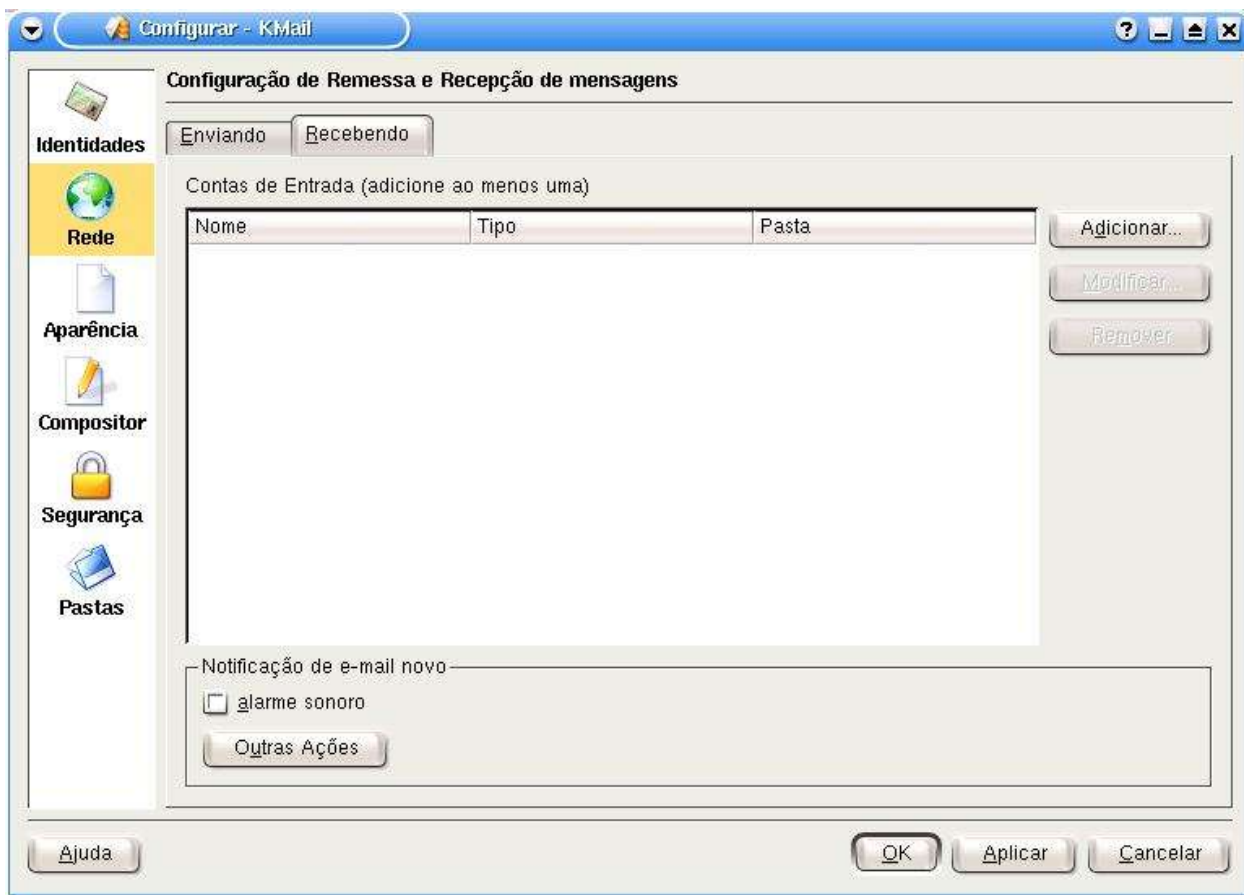 Configurar - KMail
Configuração de Remessa e Recepção de mensagens
Identidades
Rede
Aparência
Compositor
Segurança
Pastas
Enviando
Recebendo
Contas de Entrada (adicione ao menos uma)
Nome Tipo Pasta
Adicionar...
Modificar...
Remover
Notificação de e-mail novo
alarme sonoro
Outras Ações
Ajuda
OK
Aplicar
Cancelar